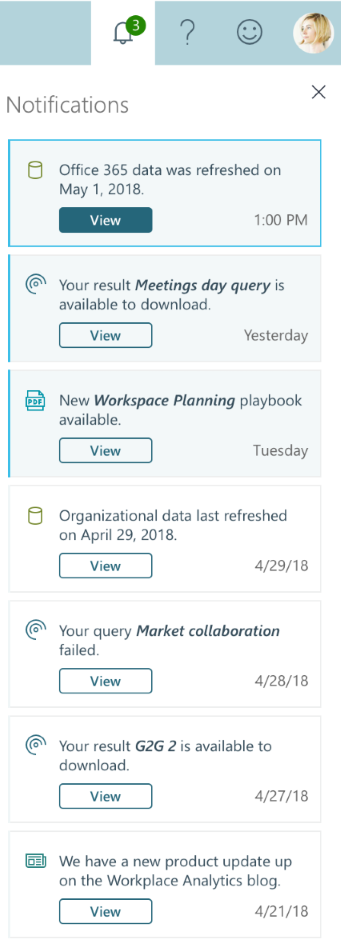 3
?
Notifications
Office 365 data was refreshed on
May 1, 2018.
View
1:00 PM
Your result Meetings day query is
available to download.
View
Yesterday
PDF
New Workspace Planning playbook
available.
View
Tuesday
Organizational data last refreshed
on April 29, 2018.
View
4/29/18
Your query Market collaboration
failed.
View
4/28/18
Your result G2G 2 is available to
download.
View
4/27/18
We have a new product update up
on the Workplace Analytics blog.
View
4/21/18